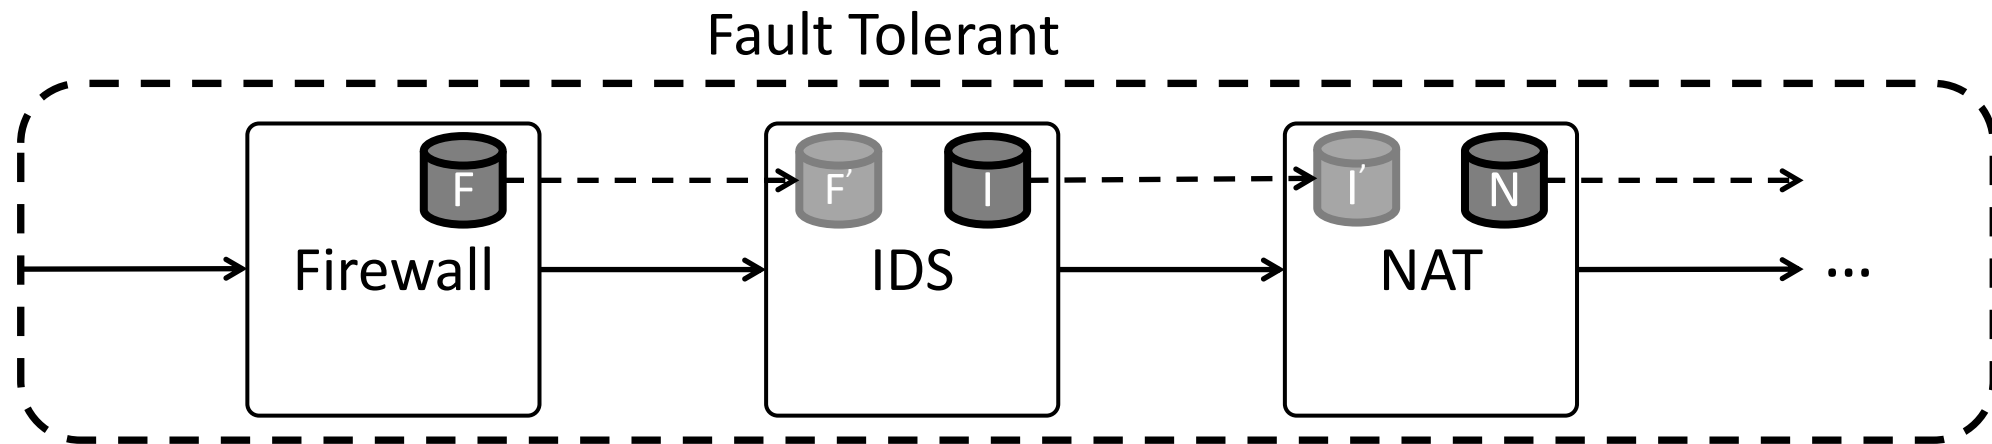 Fault Tolerant
F
F′
I
I′
N
Firewall
IDS
NAT
...